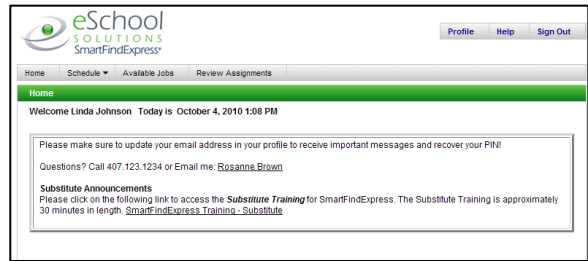 eSchool
SOLUTIONS
SmartFindExpress
Profile Help Sign Out
Home Schedule ▼ Available Jobs Review Assignments
Home
Welcome Linda Johnson Today is October 4, 2010 1:08 PM
Please make sure to update your email address in your profile to receive important messages and recover your PIN!
Questions? Call 407.123.1234 or Email me: Rosanne Brown
Substitute Announcements
Please click on the following link to access the Substitute Training for SmartFindExpress. The Substitute Training is approximately
30 minutes in length. SmartFindExpress Training - Substitute